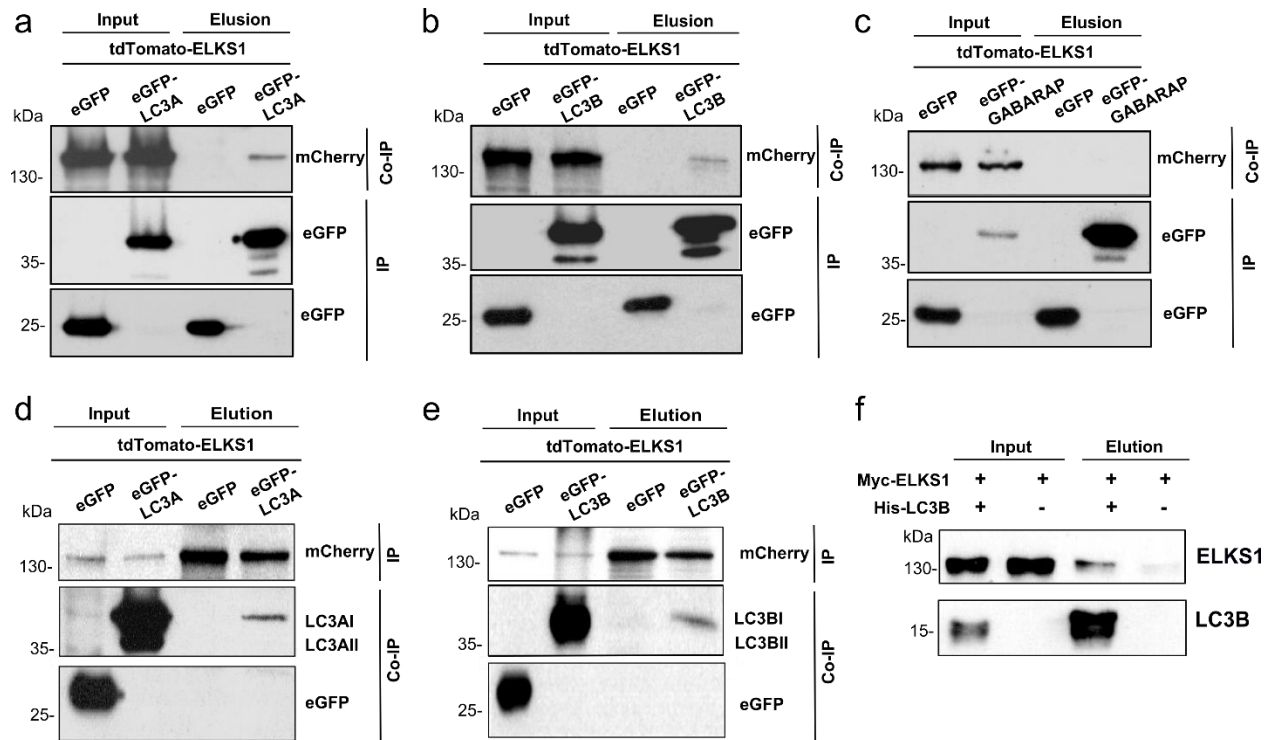 a
Input Elusion
tdTomato-ELKS1
kDa eGFP eGFP-LC3A eGFP eGFP-LC3A
130- mCherry Co-IP
35- eGFP IP
25- eGFP
b
Input Elusion
tdTomato-ELKS1
kDa eGFP eGFP-LC3B eGFP eGFP-LC3B
130- mCherry Co-IP
35- eGFP IP
25- eGFP
c
Input Elusion
tdTomato-ELKS1
kDa eGFP eGFP-GABARAP eGFP eGFP-GABARAP
130- mCherry Co-IP
35- eGFP IP
25- eGFP
d
Input Elution
tdTomato-ELKS1
kDa eGFP eGFP-LC3A eGFP eGFP-LC3A
130- mCherry IP
LC3AI
35- LC3AII Co-IP
25- eGFP
e
Input Elution
tdTomato-ELKS1
kDa eGFP eGFP-LC3B eGFP eGFP-LC3B
130- mCherry IP
LC3BI
35- LC3BII Co-IP
25- eGFP
f
Input Elution
Myc-ELKS1 + + + +
His-LC3B + - + -
kDa
130- ELKS1
15- LC3B